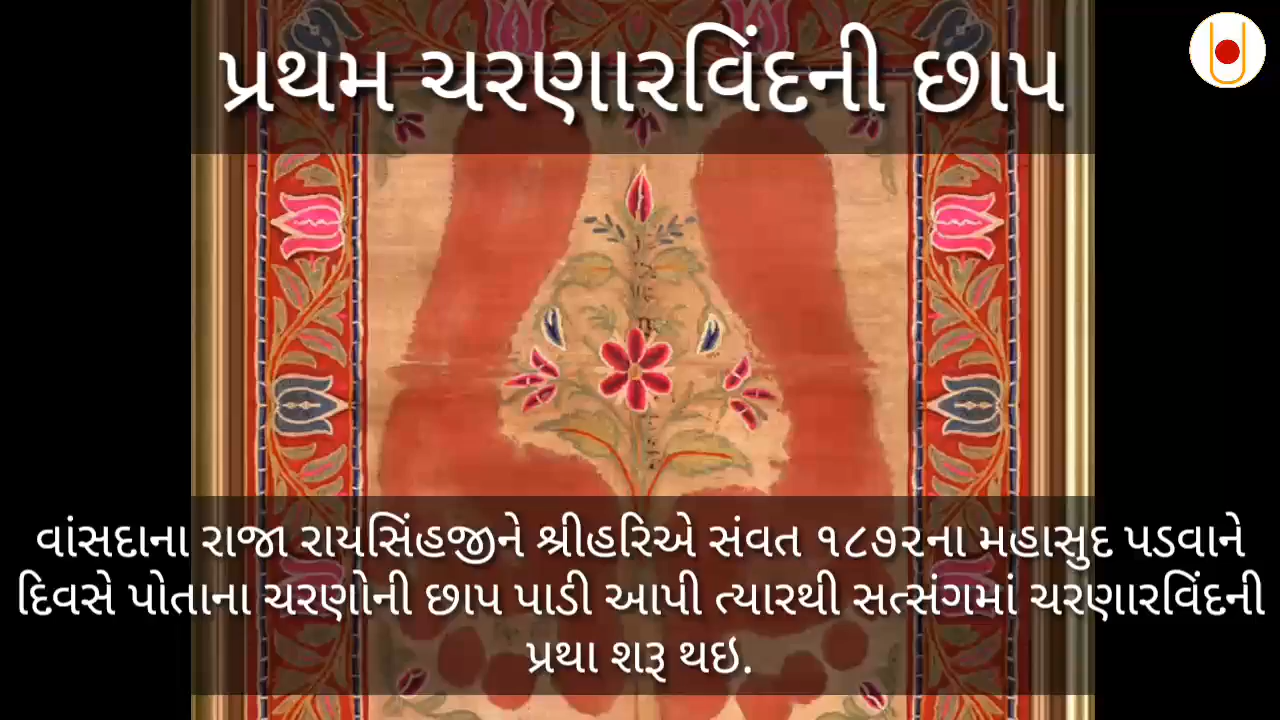 પ્રથમ ચરણારવિંદની છાપ
વાંસદાના રાજા રાયસિંહજીને શ્રીહરિએ સંવત ૧૮૭૨ના મહાસુદ પડવાને
દિવસે પોતાના ચરણોની છાપ પાડી આપી ત્યારથી સત્સંગમાં ચરણારવિંદની
પ્રથા શરૂ થઇ.